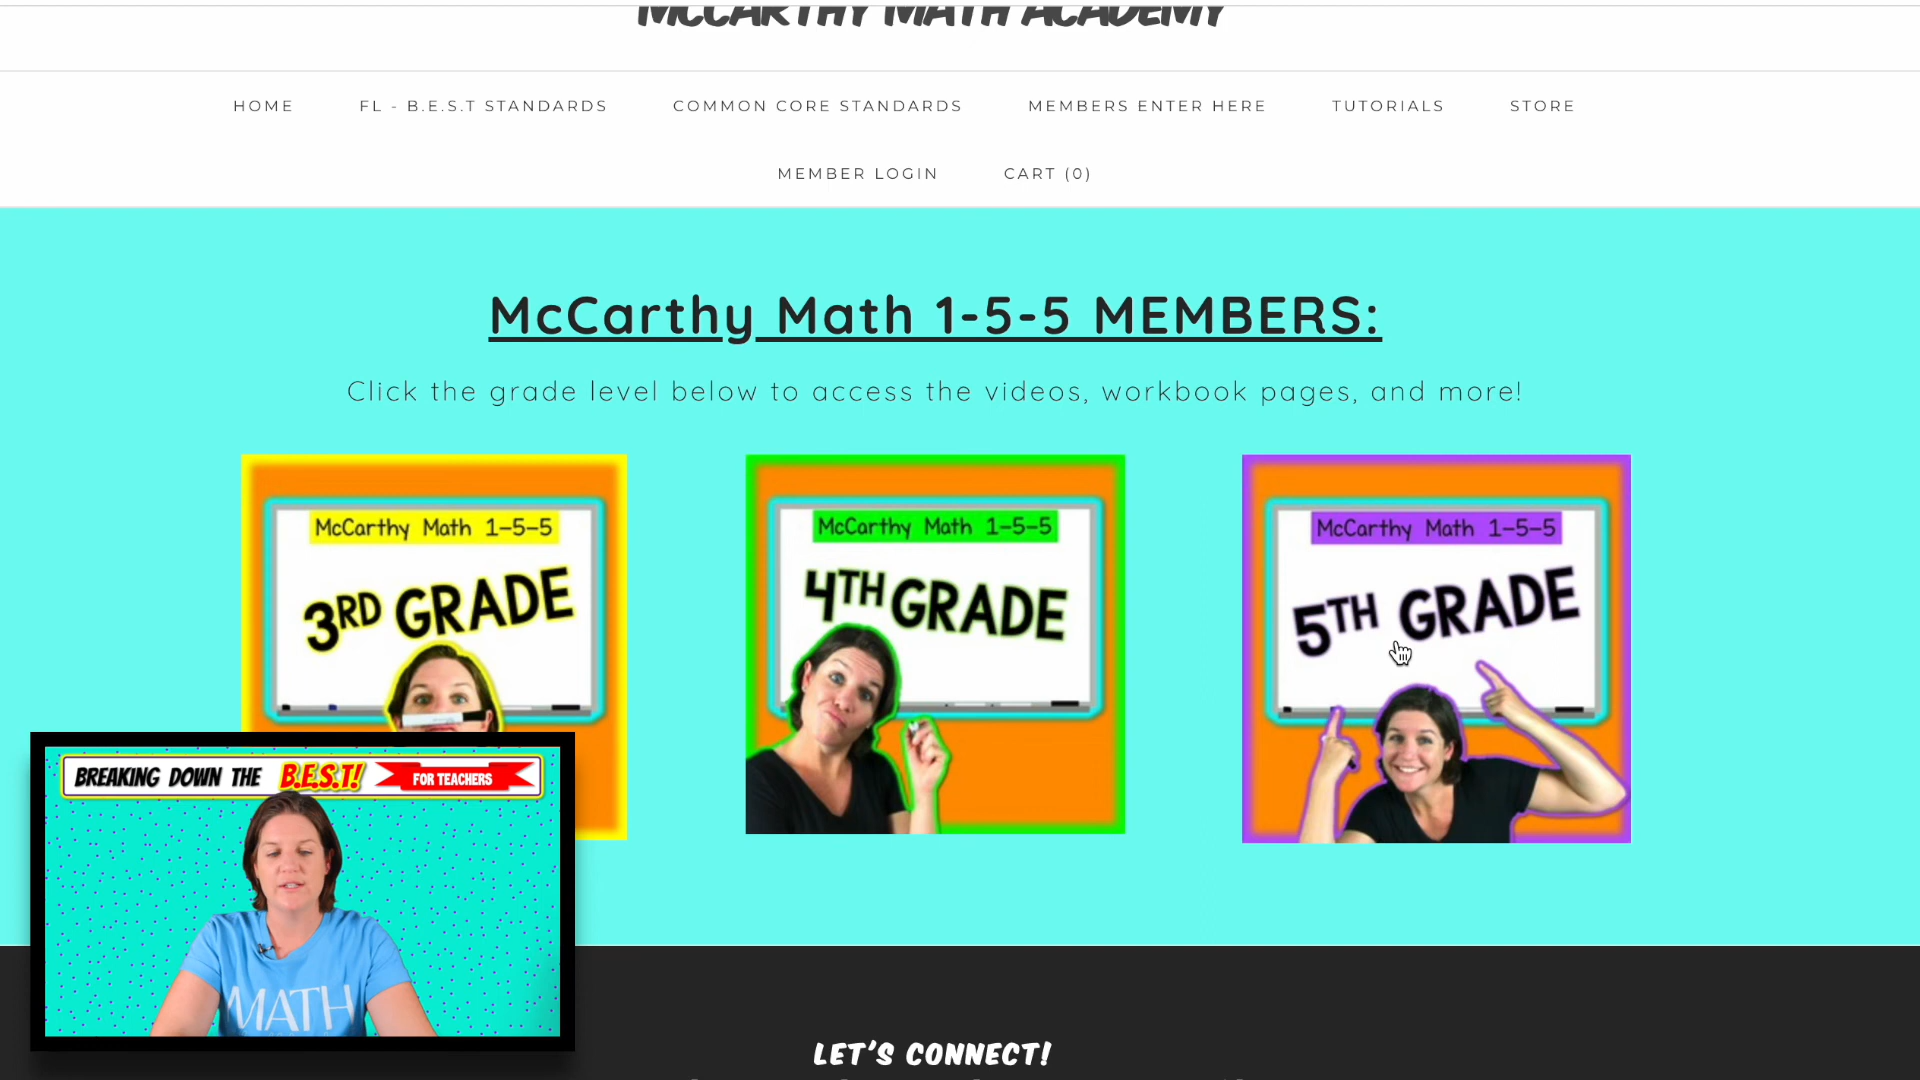 MCCARTHY MATH ACADEMY
HOME FL - B.E.S.T STANDARDS COMMON CORE STANDARDS MEMBERS ENTER HERE TUTORIALS STORE
MEMBER LOGIN CART (0)
McCarthy Math 1-5-5 MEMBERS:
Click the grade level below to access the videos, workbook pages, and more!
McCarthy Math 1-5-5
3RD GRADE
McCarthy Math 1-5-5
4TH GRADE
McCarthy Math 1-5-5
5TH GRADE
BREAKING DOWN THE B.E.S.T! FOR TEACHERS
MATH
LET'S CONNECT!